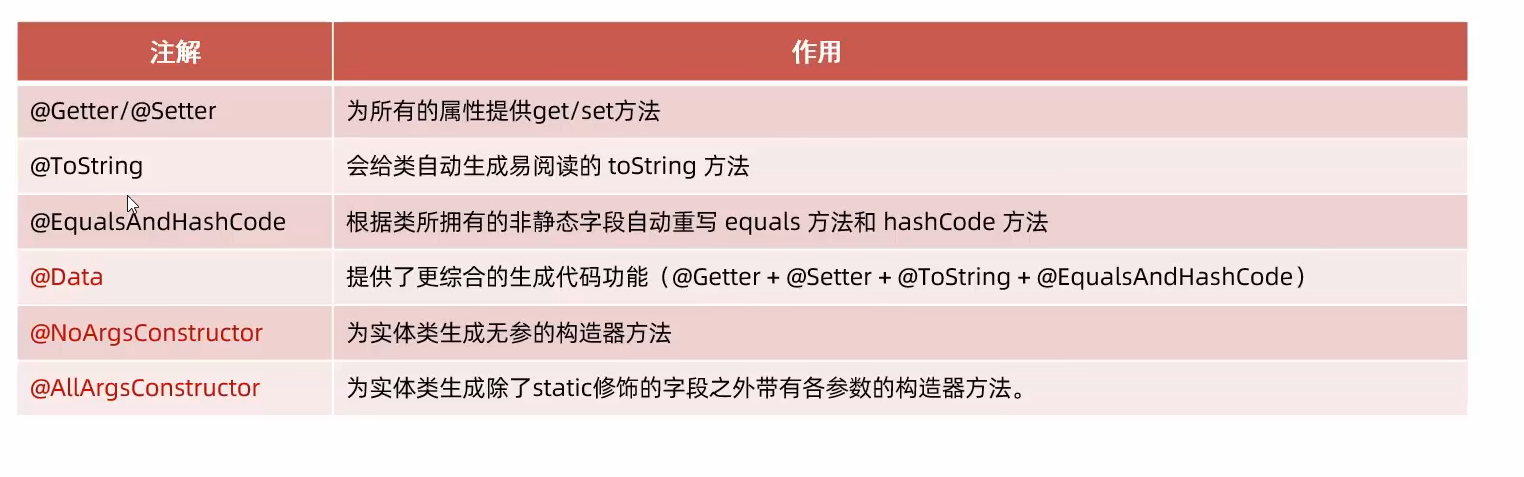 注解 作用
@Getter/@Setter 为所有的属性提供get/set方法
@ToString 会给类自动生成易阅读的 toString 方法
@EqualsAndHashCode 根据类所拥有的非静态字段自动重写 equals 方法和 hashCode 方法
@Data 提供了更综合的生成代码功能（@Getter + @Setter + @ToString + @EqualsAndHashCode）
@NoArgsConstructor 为实体类生成无参的构造器方法
@AllArgsConstructor 为实体类生成除了static修饰的字段之外带有各参数的构造器方法。